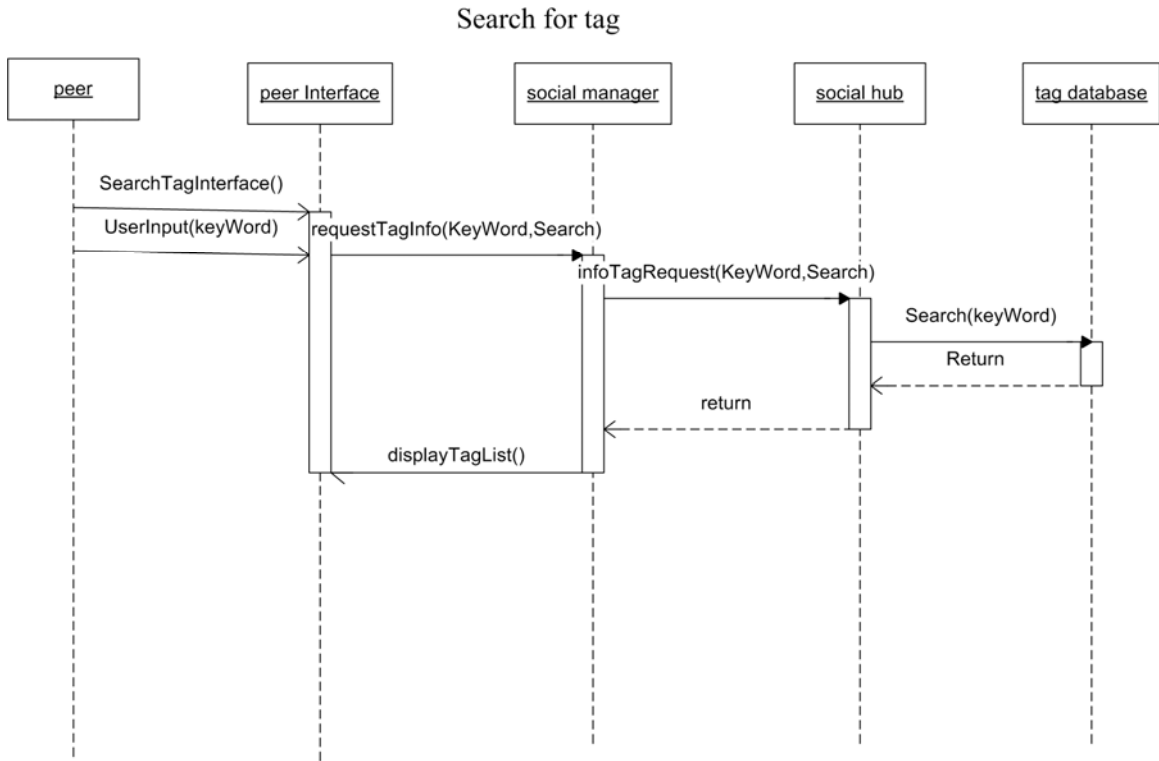 Search for tag
peer
peer Interface
social manager
social hub
tag database
SearchTagInterface()
UserInput(keyWord)
requestTagInfo(KeyWord,Search)
infoTagRequest(KeyWord,Search)
Search(keyWord)
Return
return
displayTagList()